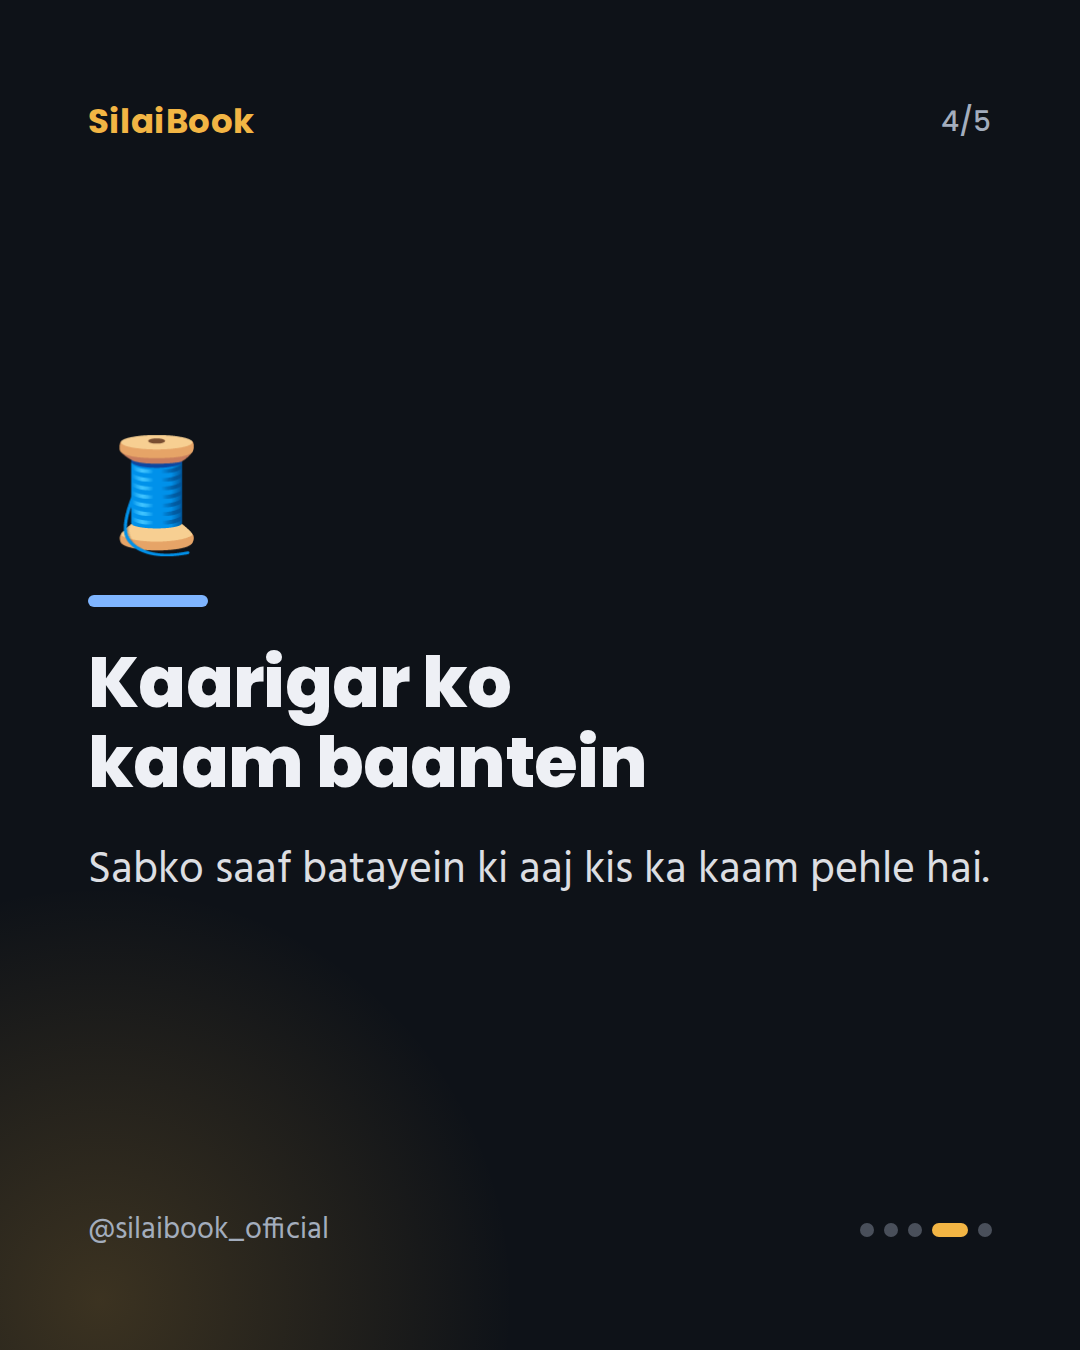 SilaiBook
4/5
Kaarigar ko
kaam baantein
Sabko saaf batayein ki aaj kis ka kaam pehle hai.
@silaibook_official